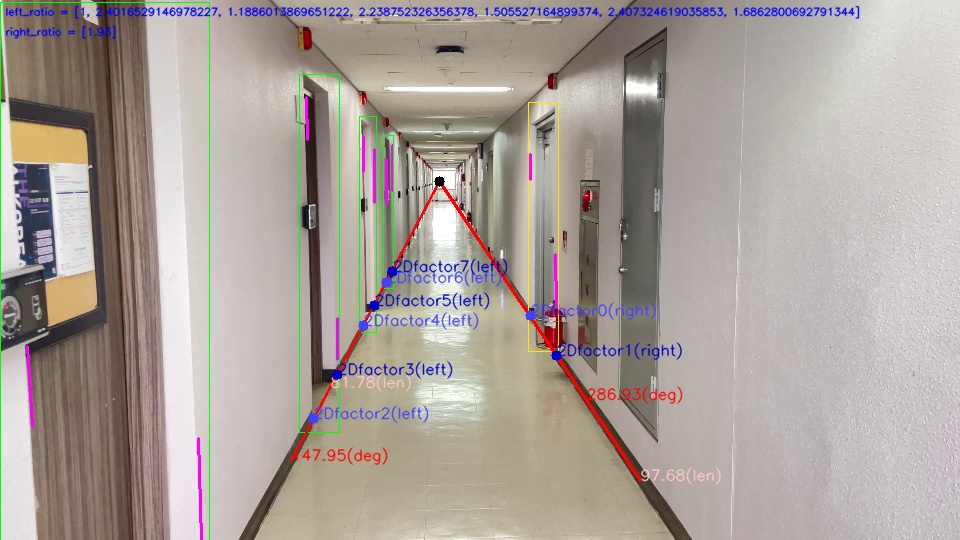 left_ratio = [1, 2.4016529146978227, 1.1886013869651222, 2.238752326356378, 1.505527164899374, 2.407324619035853, 1.6862800692791344]
right_ratio = [1.93]
2Dfactor7(left)
2Dfactor6(left)
2Dfactor5(left)
2Dfactor0(right)
2Dfactor4(left)
2Dfactor1(right)
2Dfactor3(left)
81.78(len)
286.93(deg)
2Dfactor2(left)
47.95(deg)
97.68(len)